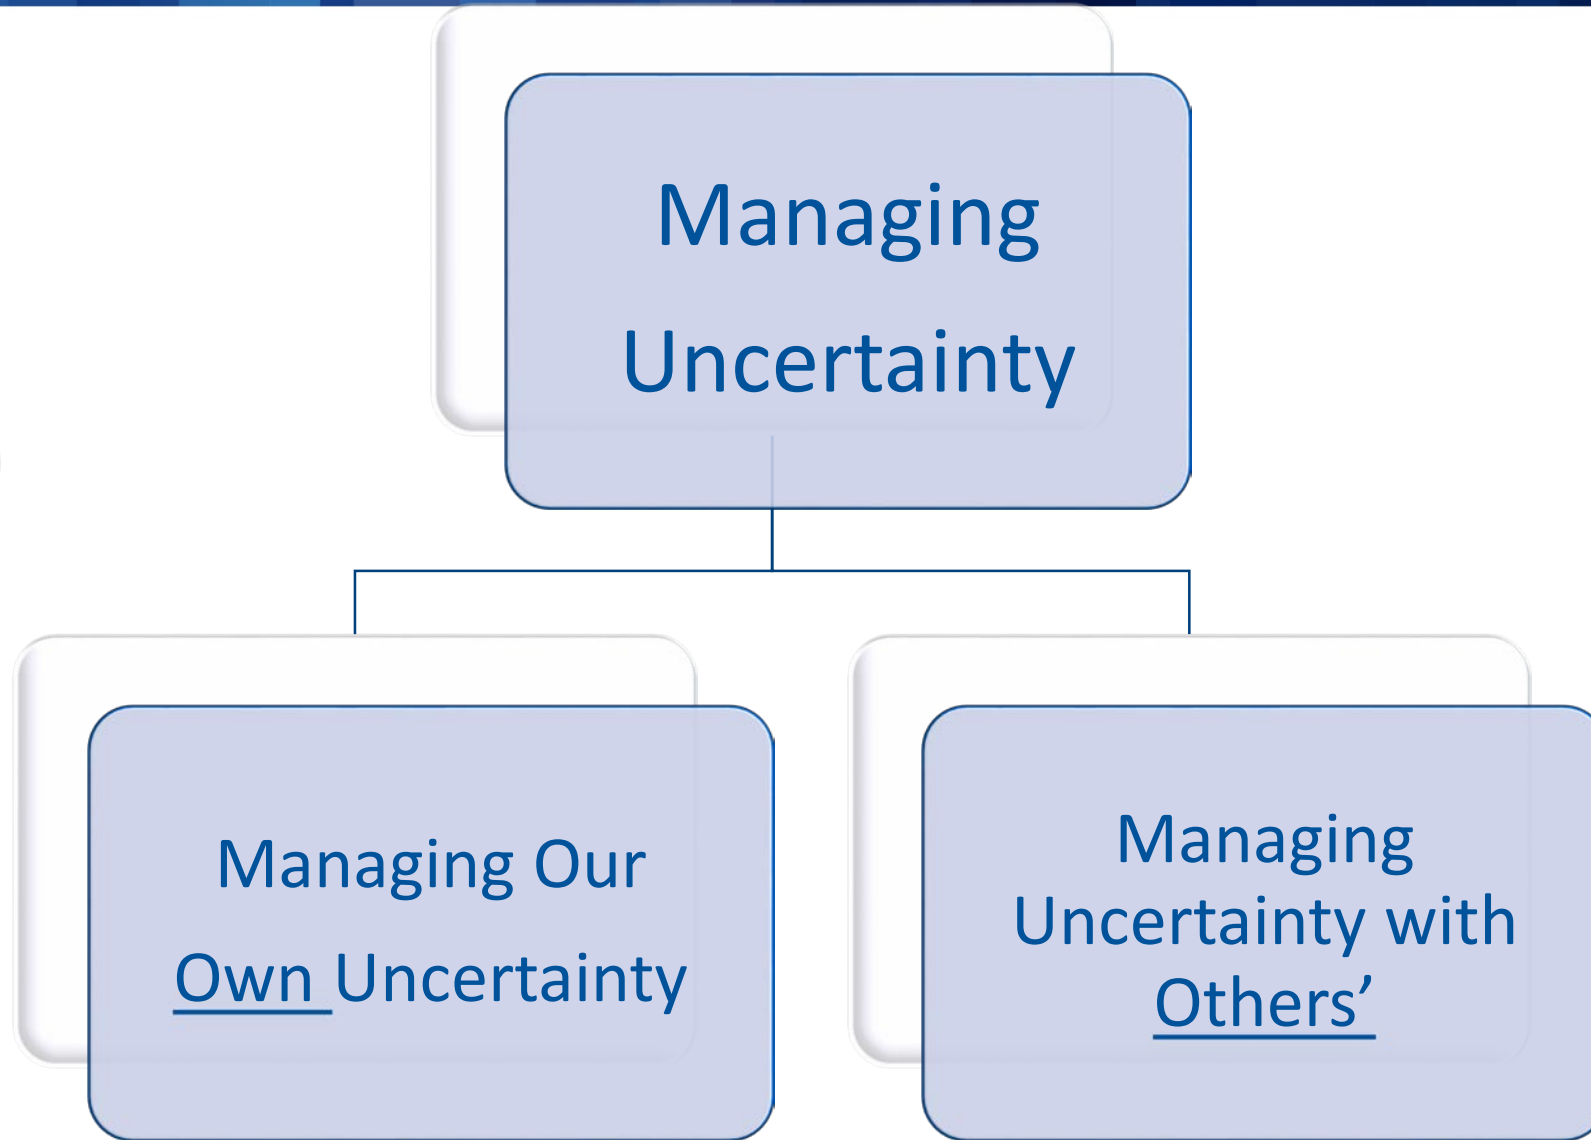 Managing
Uncertainty
Managing Our
Own Uncertainty
Managing
Uncertainty with
Others’